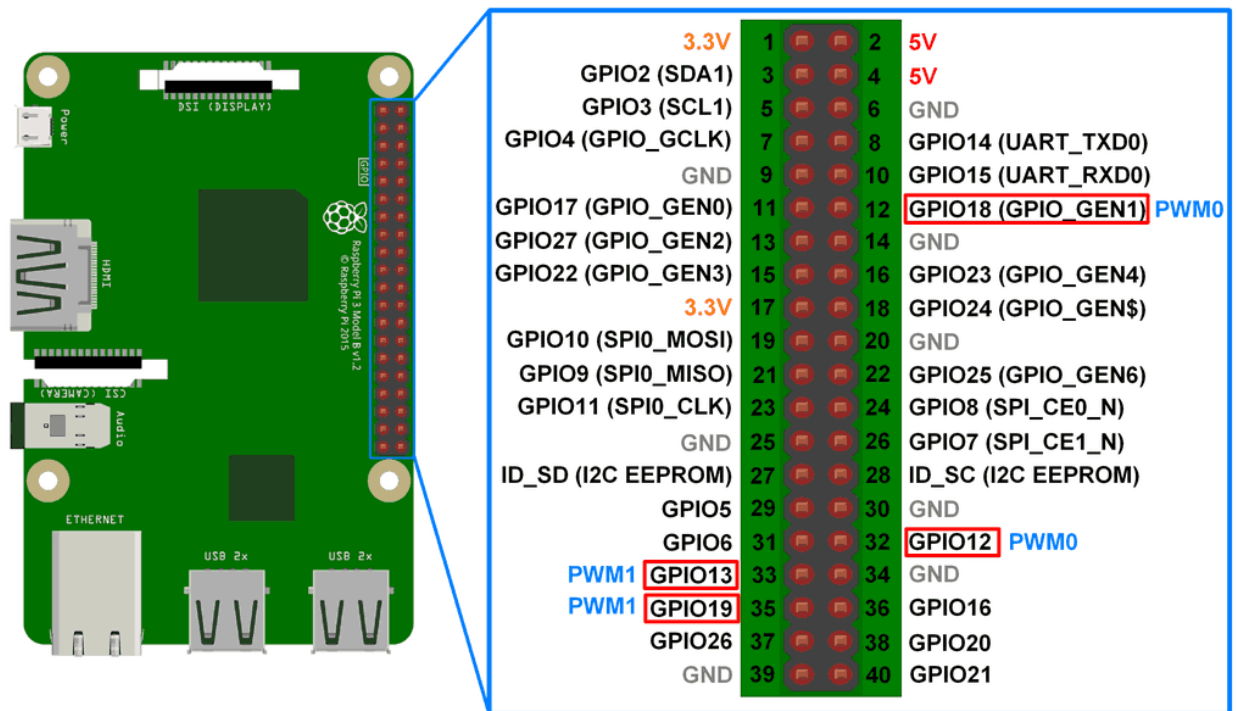 DSI (DISPLAY)
Power
GPIO
HDMI
Raspberry Pi 3 Model B v1.2
© Raspberry Pi 2015
CSI (CAMERA)
Audio
ETHERNET
USB 2x
USB 2x
3.3V 1 2 5V
GPIO2 (SDA1) 3 4 5V
GPIO3 (SCL1) 5 6 GND
GPIO4 (GPIO_GCLK) 7 8 GPIO14 (UART_TXD0)
GND 9 10 GPIO15 (UART_RXD0)
GPIO17 (GPIO_GEN0) 11 12 GPIO18 (GPIO_GEN1) PWM0
GPIO27 (GPIO_GEN2) 13 14 GND
GPIO22 (GPIO_GEN3) 15 16 GPIO23 (GPIO_GEN4)
3.3V 17 18 GPIO24 (GPIO_GEN$)
GPIO10 (SPI0_MOSI) 19 20 GND
GPIO9 (SPI0_MISO) 21 22 GPIO25 (GPIO_GEN6)
GPIO11 (SPI0_CLK) 23 24 GPIO8 (SPI_CE0_N)
GND 25 26 GPIO7 (SPI_CE1_N)
ID_SD (I2C EEPROM) 27 28 ID_SC (I2C EEPROM)
GPIO5 29 30 GND
GPIO6 31 32 GPIO12 PWM0
PWM1 GPIO13 33 34 GND
PWM1 GPIO19 35 36 GPIO16
GPIO26 37 38 GPIO20
GND 39 40 GPIO21